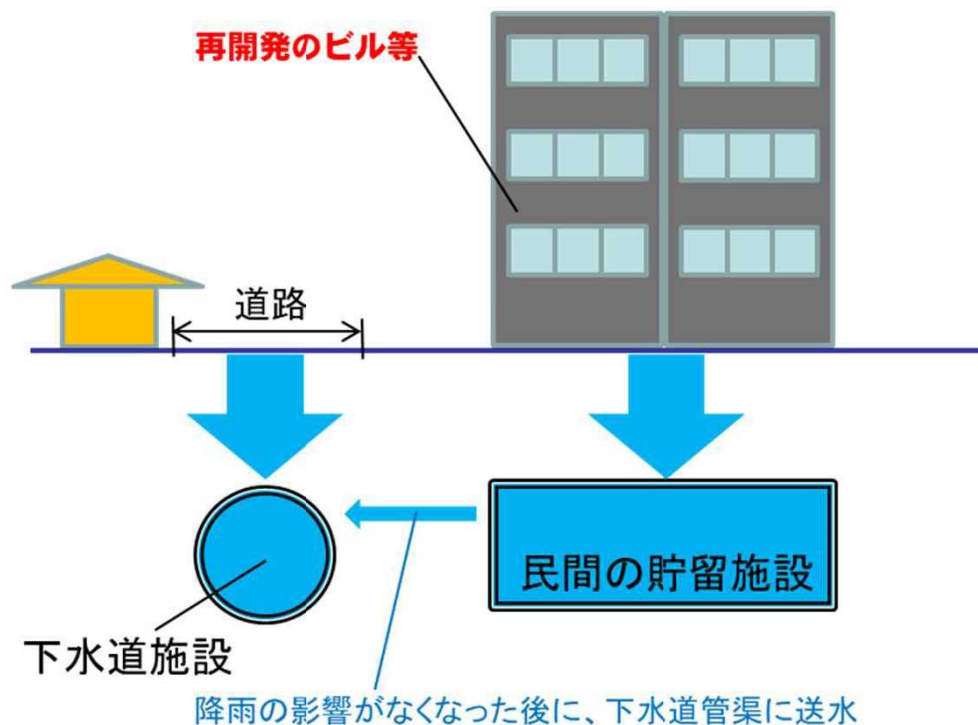 再開発のビル等
道路
民間の貯留施設
下水道施設
降雨の影響がなくなった後に、下水道管渠に送水